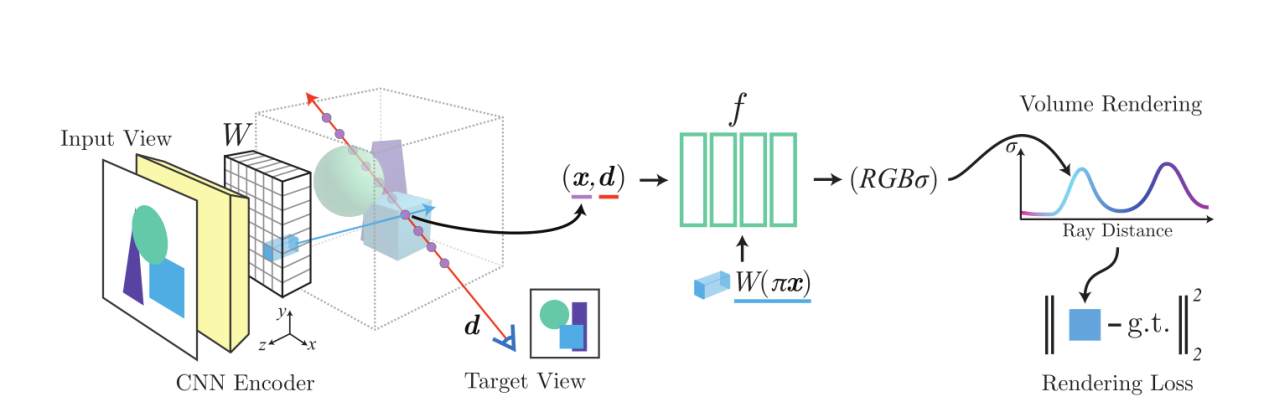 Input View
W
CNN Encoder
y
z
x
d
Target View
(x, d)
f
W(πx)
(RGBσ)
Volume Rendering
σ
Ray Distance
‖ – g.t. ‖ 2 2
Rendering Loss